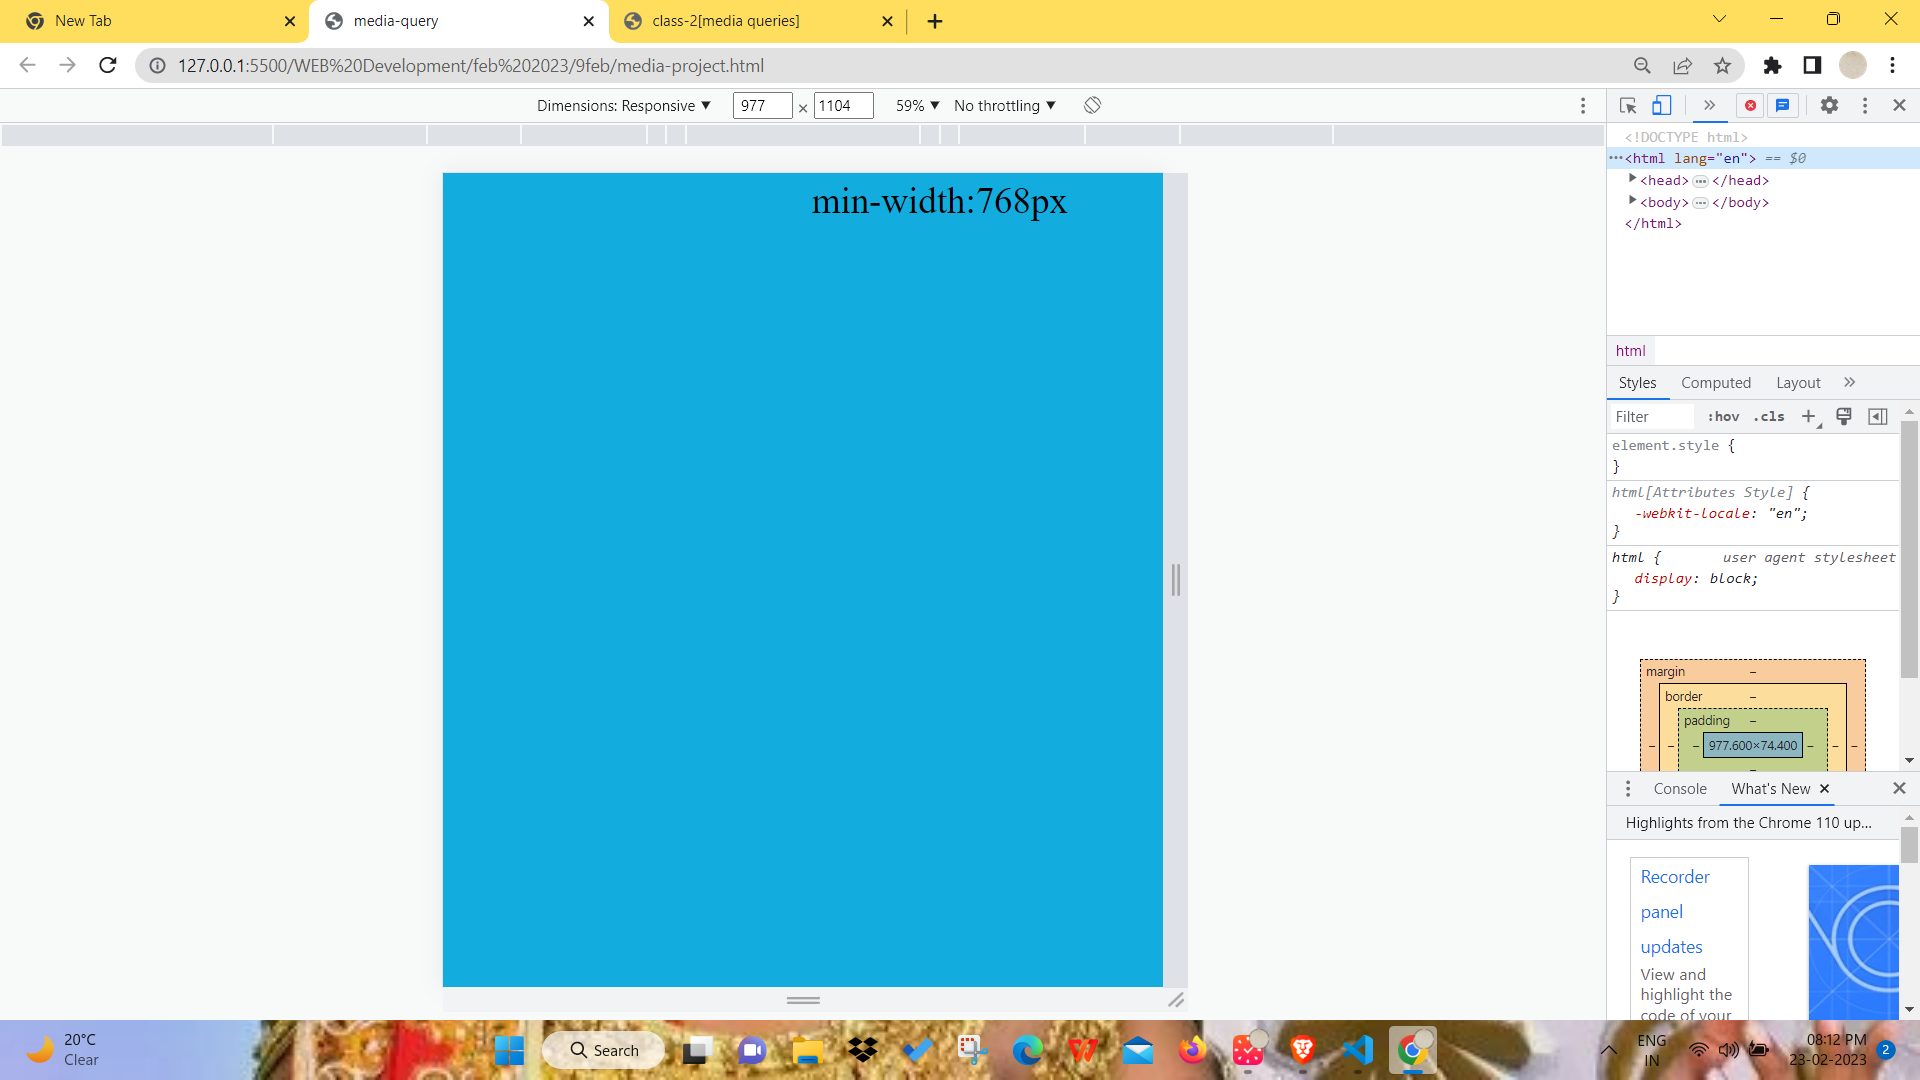 New Tab
media-query
class-2[media queries]
127.0.0.1:5500/WEB%20Development/feb%202023/9feb/media-project.html
Dimensions: Responsive ▼ 977 × 1104 59% ▼ No throttling ▼
min-width:768px
<!DOCTYPE html>
<html lang="en"> == $0
<head> </head>
<body> </body>
</html>
html
Styles Computed Layout
Filter :hov .cls
element.style {
}
html[Attributes Style] {
-webkit-locale: "en";
}
html { user agent stylesheet
display: block;
}
margin –
border –
padding –
– – – 977.600×74.400 – – –
–
Console What's New
Highlights from the Chrome 110 up...
Recorder
panel
updates
View and
highlight the
code of your
20°C
Clear
Search
ENG
IN
08:12 PM
23-02-2023
2